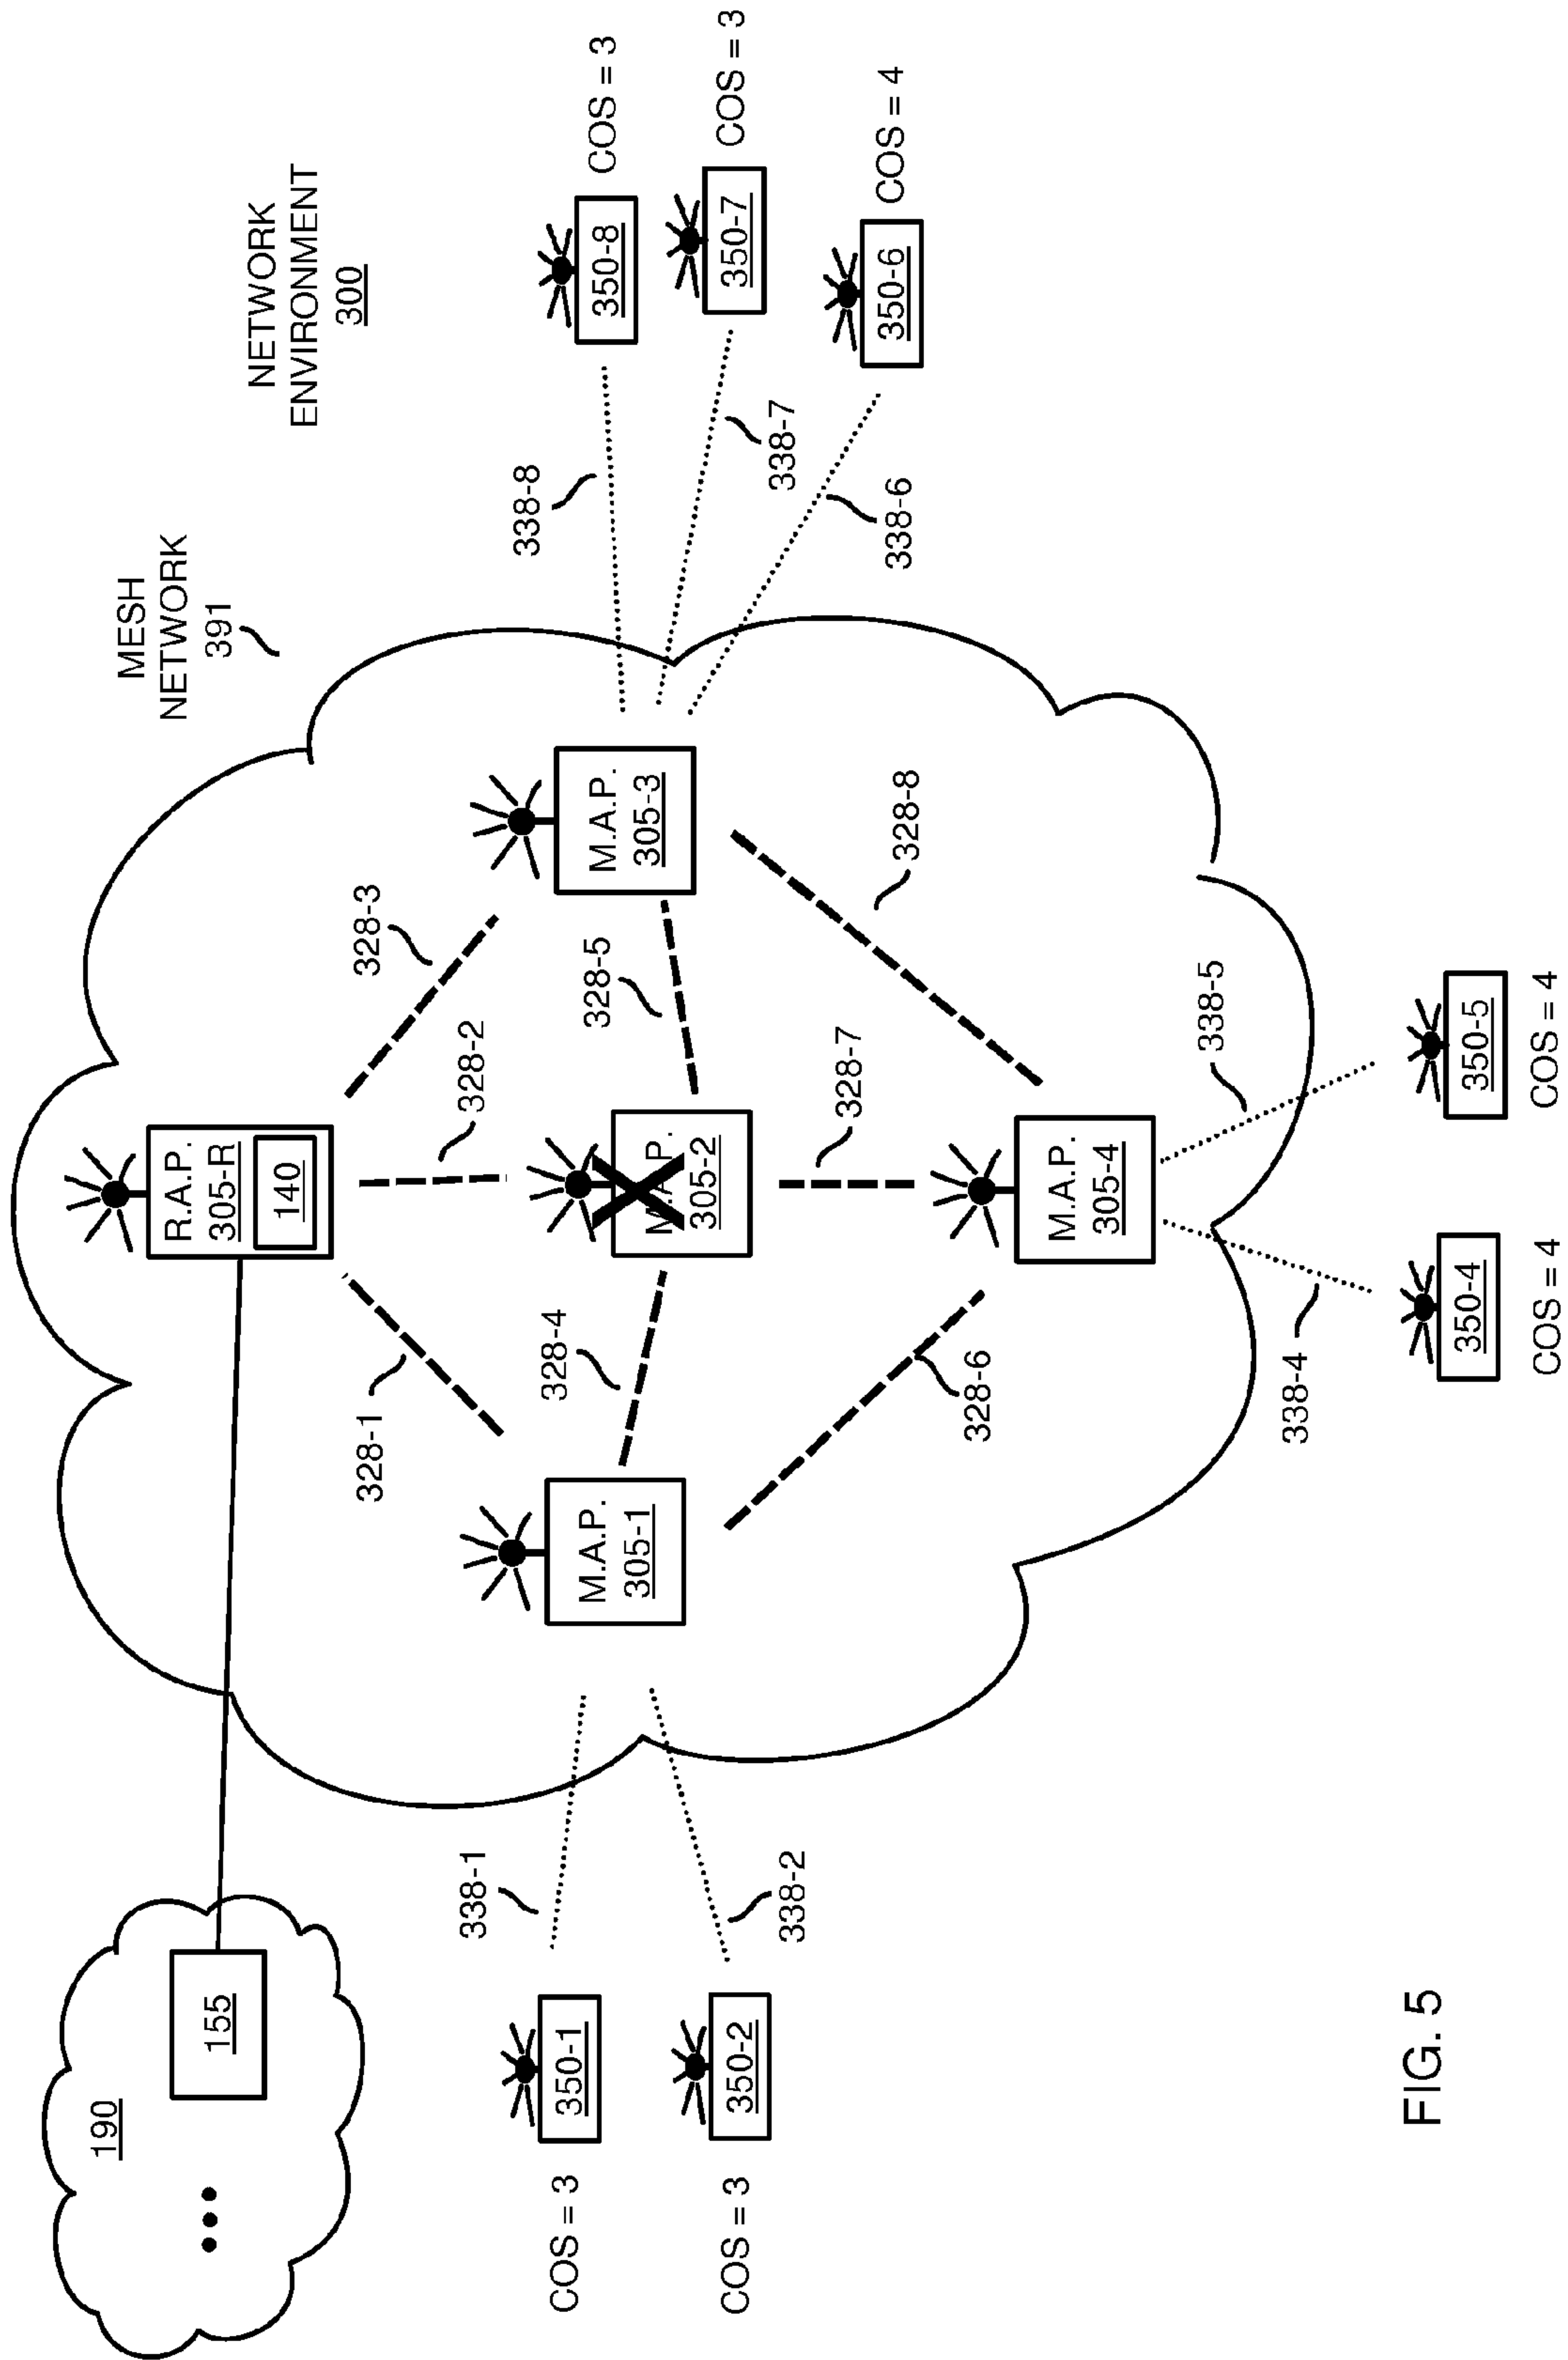 NETWORK
ENVIRONMENT
300
MESH
NETWORK
391
190
155
R.A.P.
305-R
140
328-1
328-2
328-3
M.A.P.
305-1
M.A.P.
305-2
M.A.P.
305-3
328-4
328-5
328-6
328-7
328-8
M.A.P.
305-4
338-1
338-2
350-1
COS = 3
350-2
COS = 3
338-8
338-7
338-6
350-8
COS = 3
350-7
COS = 3
350-6
COS = 4
338-4
338-5
350-4
COS = 4
350-5
COS = 4
FIG. 5